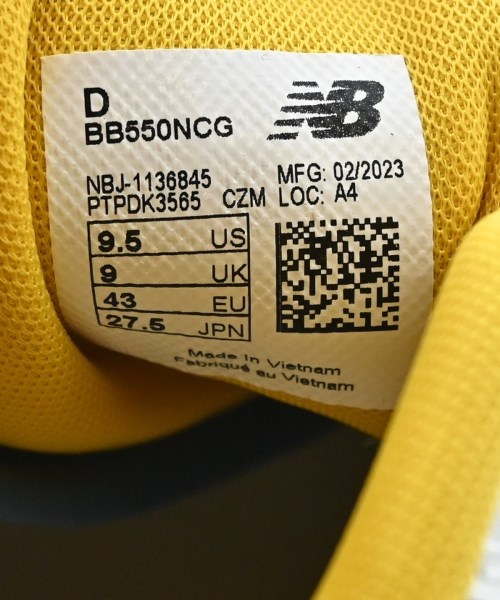 D
BB550NCG
NB
NBJ-1136845
PTPDK3565 CZM
MFG: 02/2023
LOC: A4
9.5 US
9 UK
43 EU
27.5 JPN
Made in Vietnam
Fabriqué au Vietnam